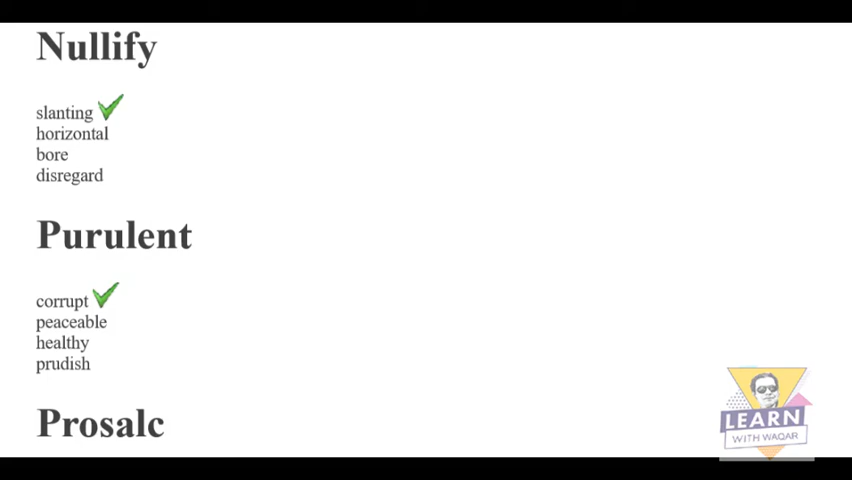 Nullify
slanting
horizontal
bore
disregard
Purulent
corrupt
peaceable
healthy
prudish
Prosalc
LEARN
WITH WAQAR